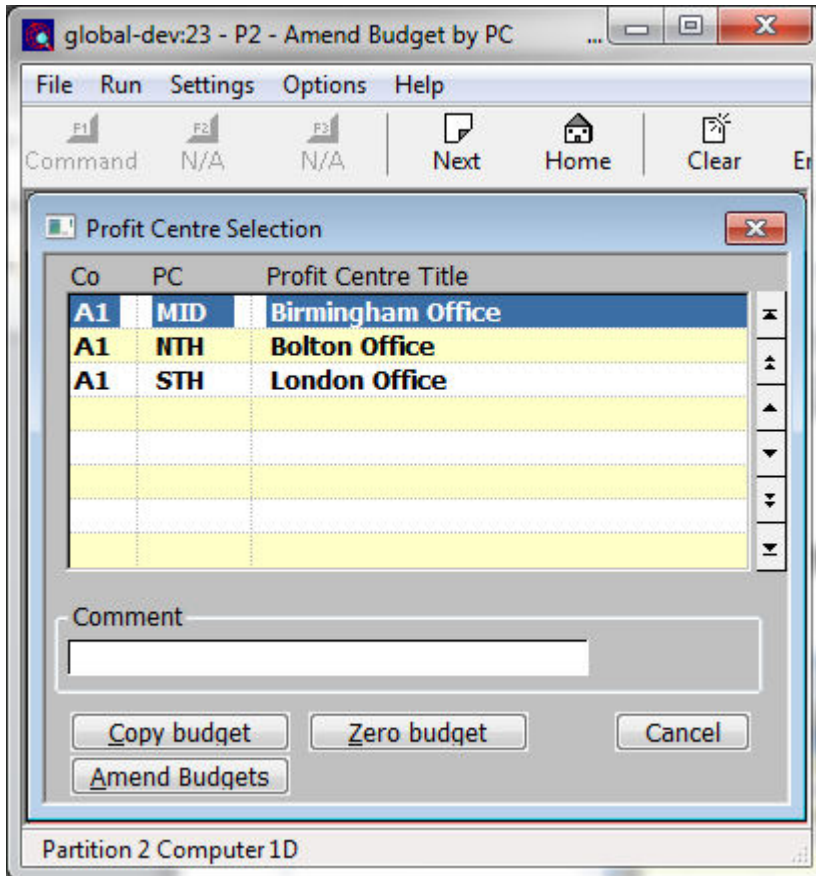 global-dev:23 - P2 - Amend Budget by PC ...
File Run Settings Options Help
F1 F2 F3
Command N/A N/A Next Home Clear Er
Profit Centre Selection
Co PC Profit Centre Title
A1 MID Birmingham Office
A1 NTH Bolton Office
A1 STH London Office
Comment
Copy budget Zero budget Cancel
Amend Budgets
Partition 2 Computer 1D